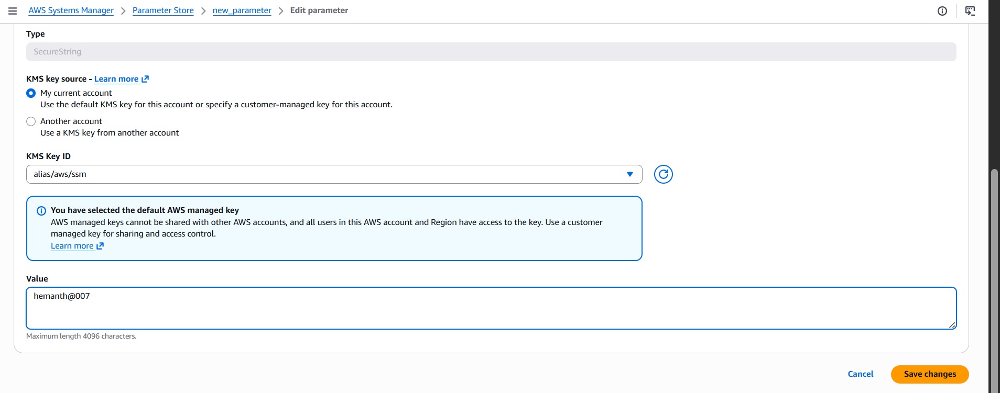 AWS Systems Manager > Parameter Store > new_parameter > Edit parameter
Type
SecureString
KMS key source - Learn more
My current account
Use the default KMS key for this account or specify a customer-managed key for this account.
Another account
Use a KMS key from another account
KMS Key ID
alias/aws/ssm
You have selected the default AWS managed key
AWS managed keys cannot be shared with other AWS accounts, and all users in this AWS account and Region have access to the key. Use a customer
managed key for sharing and access control.
Learn more
Value
hemanth@007
Maximum length 4096 characters.
Cancel
Save changes